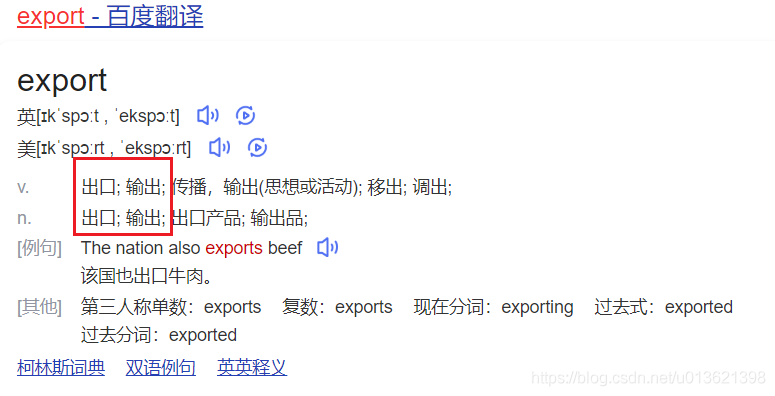 export - 百度翻译
export
英[ɪkˈspɔːt , ˈekspɔːt]
美[ɪkˈspɔːrt , ˈekspɔːrt]
v. 出口; 输出; 传播，输出(思想或活动); 移出; 调出;
n. 出口; 输出; 出口产品; 输出品;
[例句] The nation also exports beef
该国也出口牛肉。
[其他] 第三人称单数：exports 复数：exports 现在分词：exporting 过去式：exported
过去分词：exported
柯林斯词典 双语例句 英英释义
https://blog.csdn.net/u013621398